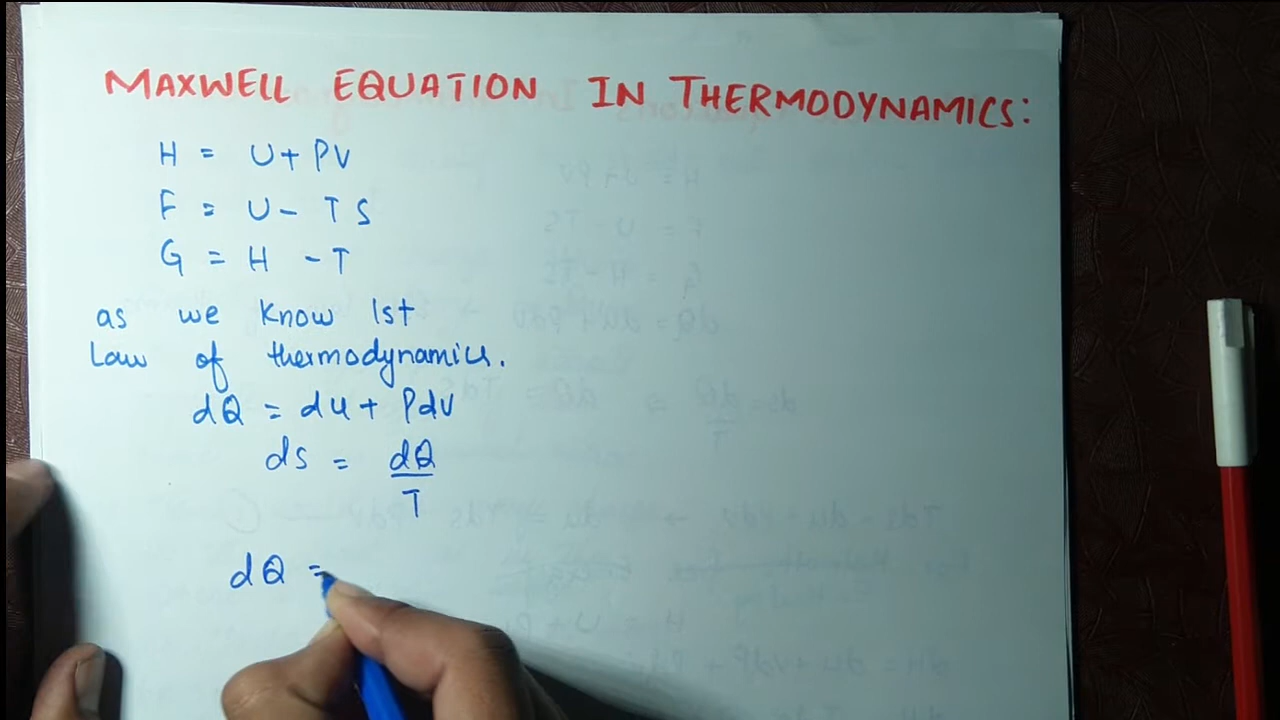 MAXWELL EQUATION IN THERMODYNAMICS:
H = U + PV
F = U - TS
G = H - T
as we know 1st
Law of thermodynamics.
dQ = du + PdV
ds = dQ/T
dQ =